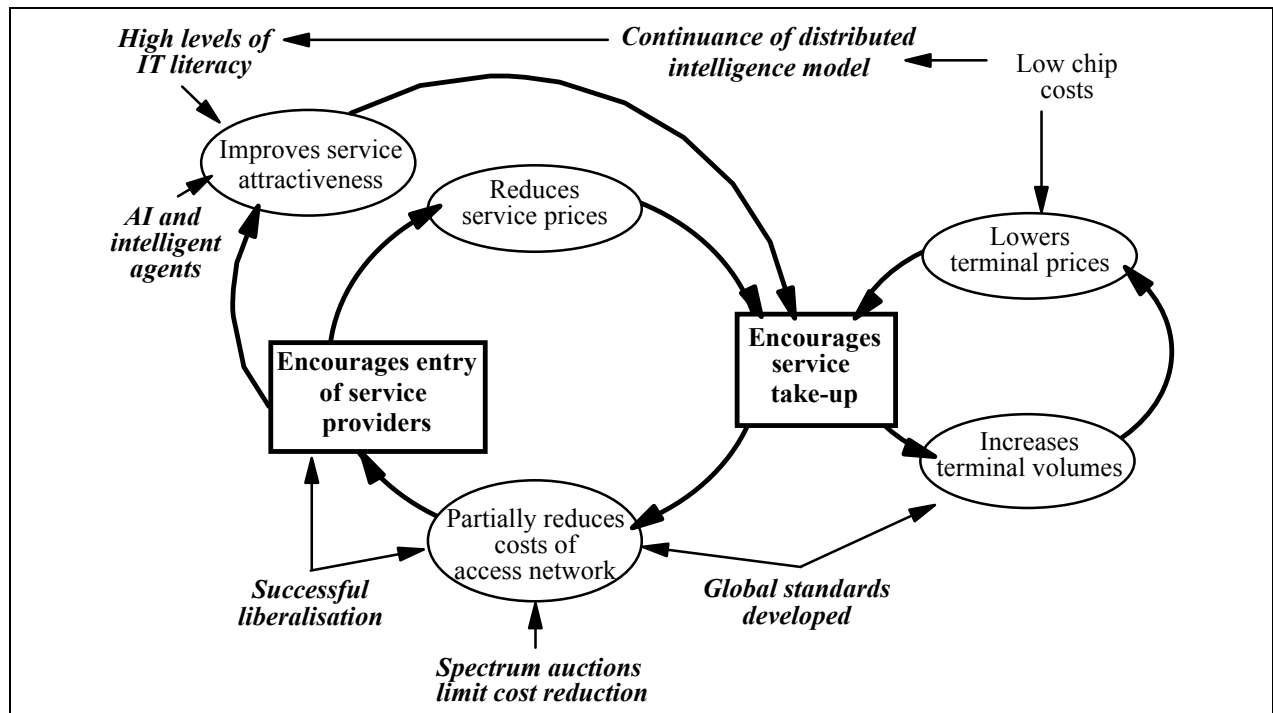 High levels of
IT literacy
Continuance of distributed
intelligence model
Low chip
costs
Improves service
attractiveness
Reduces
service prices
AI and
intelligent
agents
Lowers
terminal prices
Encourages entry
of service
providers
Encourages
service
take-up
Increases
terminal volumes
Partially reduces
costs of
access network
Successful
liberalisation
Global standards
developed
Spectrum auctions
limit cost reduction